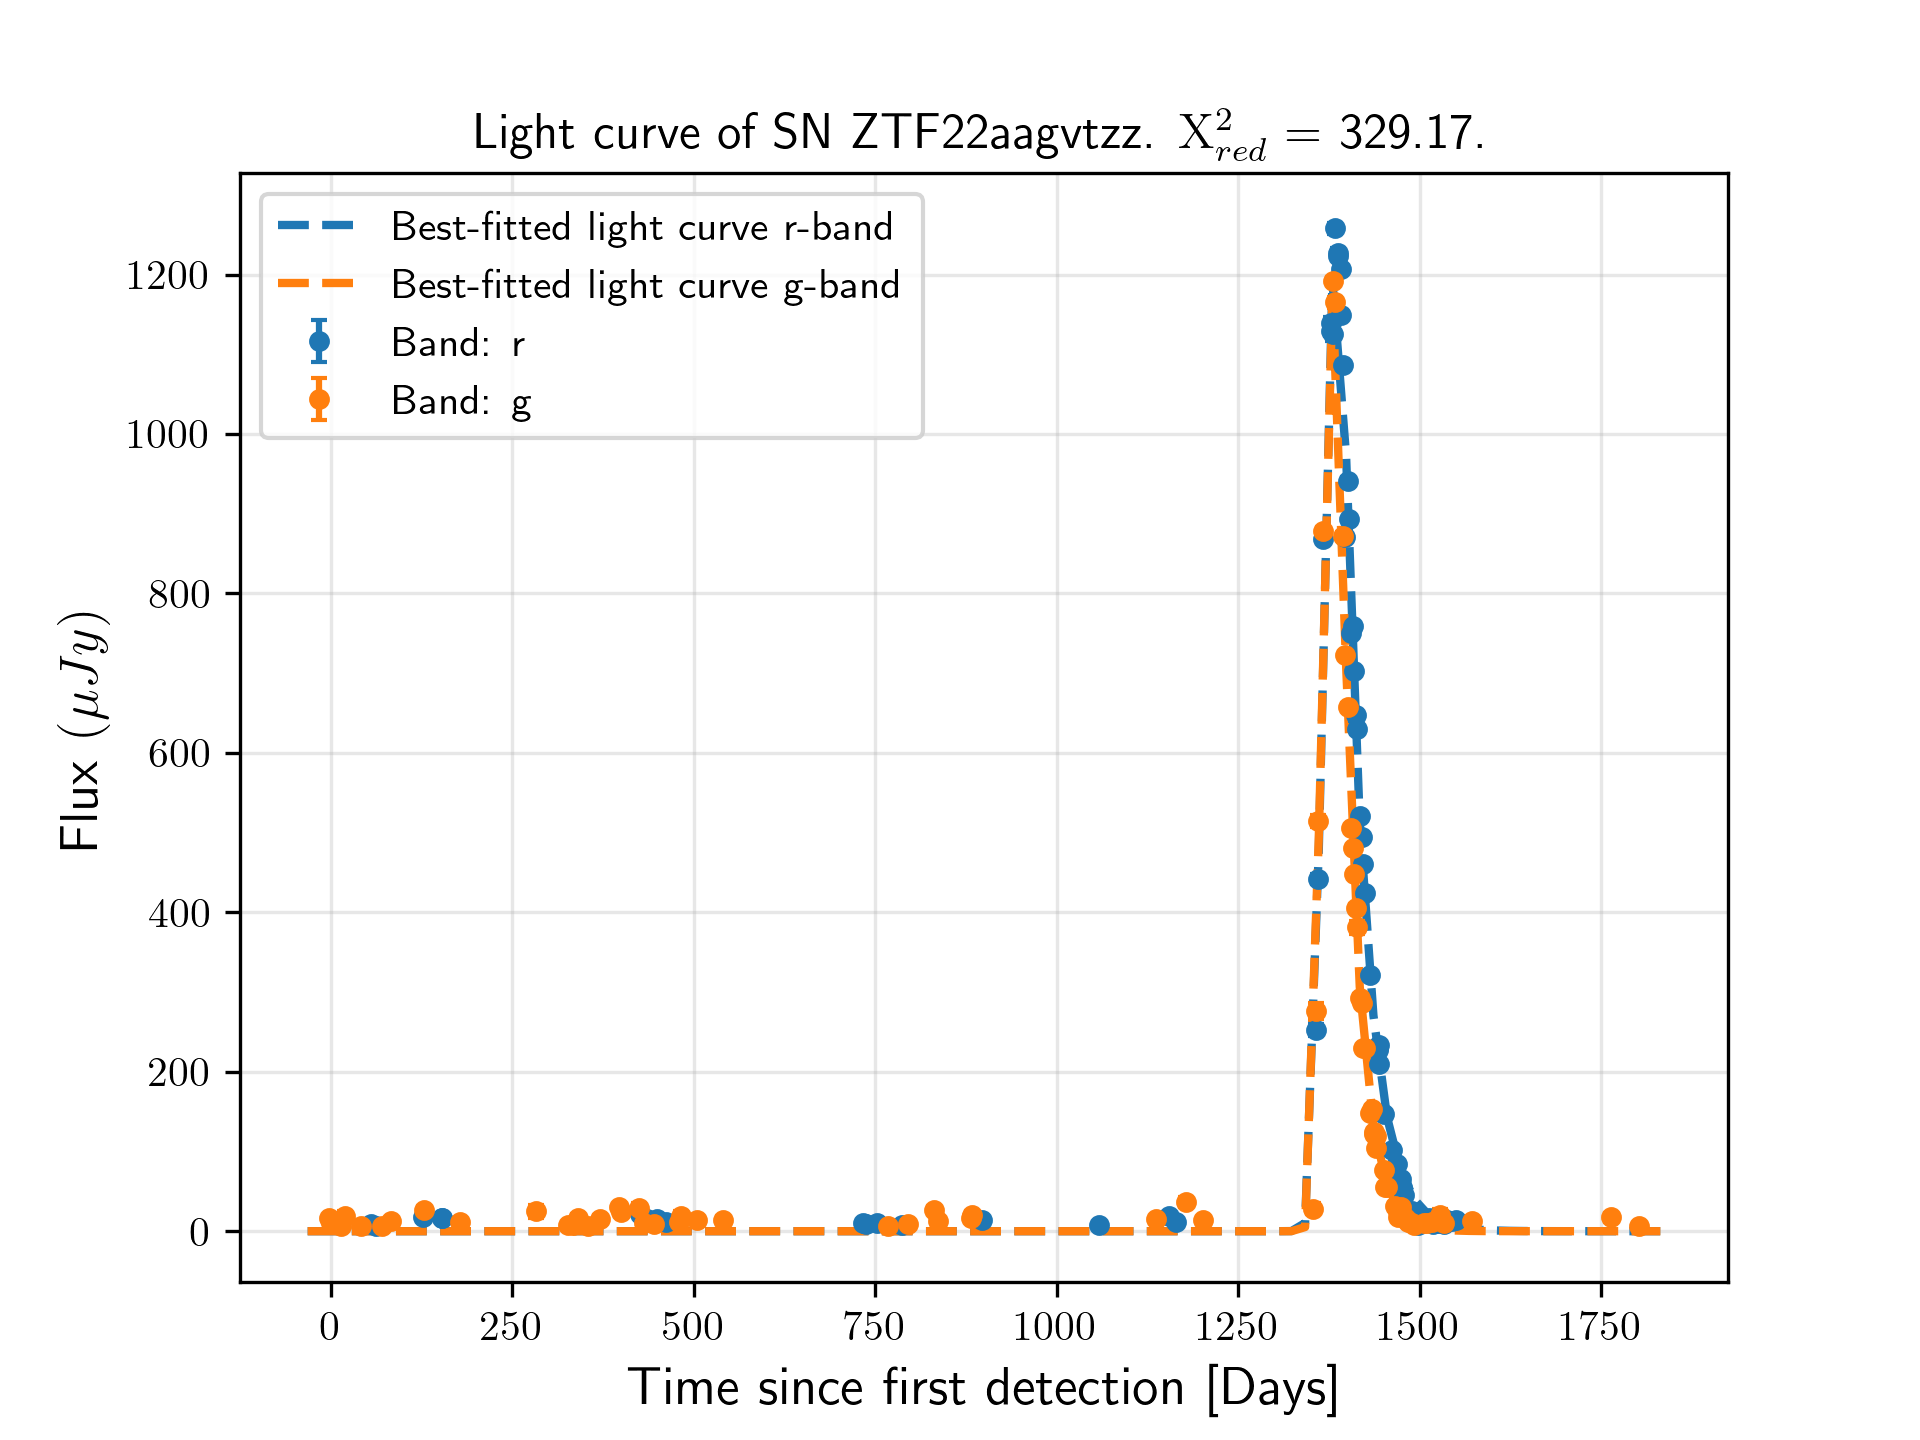 Light curve of SN ZTF22aagvtzz. X²_red = 329.17.
Best-fitted light curve r-band
Best-fitted light curve g-band
Band: r
Band: g
1200
1000
800
600
400
200
0
Flux (μJy)
0 250 500 750 1000 1250 1500 1750
Time since first detection [Days]